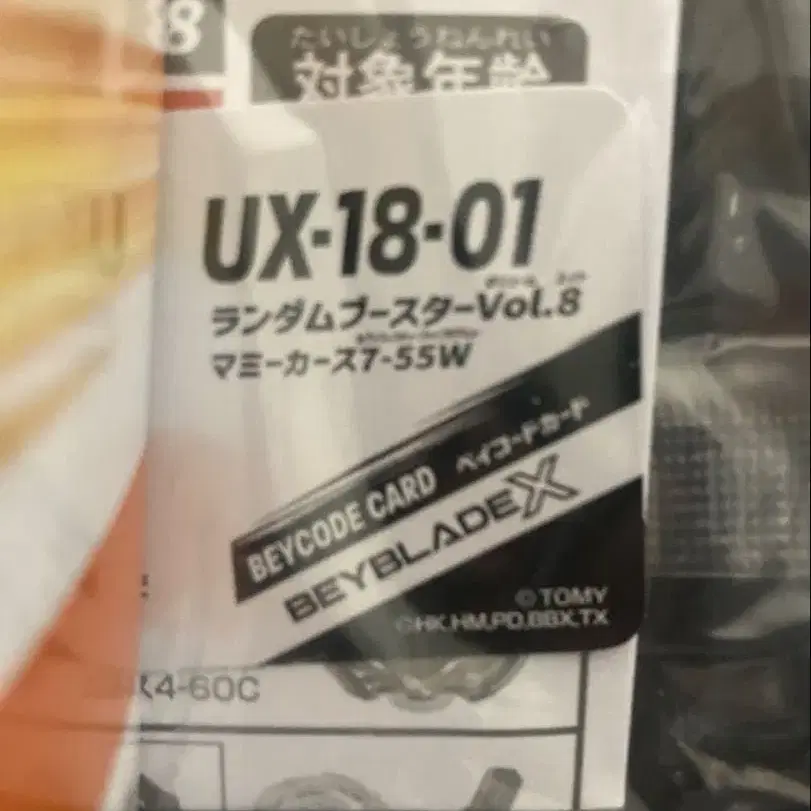 8
たいしょうねんれい
対象年齢
UX-18-01
ランダムブースターVol.8
マミーカース7-55W
BEYCODE CARD ベイコードカード
BEYBLADE X
©TOMY
©HK,HM,PD,BBX,TX
4-60C